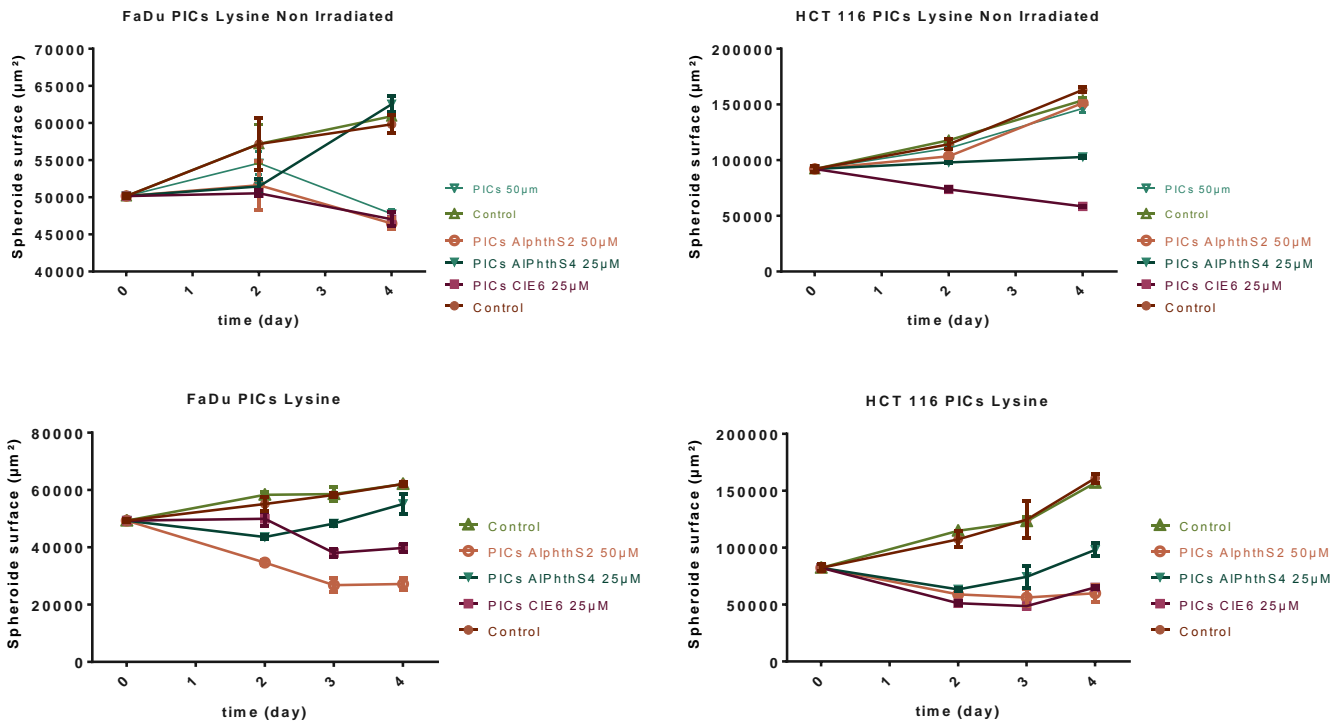 FaDu PICs Lysine Non Irradiated
Spheroide surface (µm²)
70000
65000
60000
55000
50000
45000
40000
0
1
2
3
4
time (day)
PICs 50µm
Control
PICs AlphthS2 50µM
PICs AlPhthS4 25µM
PICs ClE6 25µM
Control
HCT 116 PICs Lysine Non Irradiated
Spheroide surface (µm²)
200000
150000
100000
50000
0
0
1
2
3
4
time (day)
PICs 50µm
Control
PICs AlphthS2 50µM
PICs AlPhthS4 25µM
PICs ClE6 25µM
Control
FaDu PICs Lysine
Spheroide surface (µm²)
80000
60000
40000
20000
0
0
1
2
3
4
time (day)
Control
PICs AlphthS2 50µM
PICs AlPhthS4 25µM
PICs ClE6 25µM
Control
HCT 116 PICs Lysine
Spheroide surface (µm²)
200000
150000
100000
50000
0
0
1
2
3
4
time (day)
Control
PICs AlphthS2 50µM
PICs AlPhthS4 25µM
PICs ClE6 25µM
Control